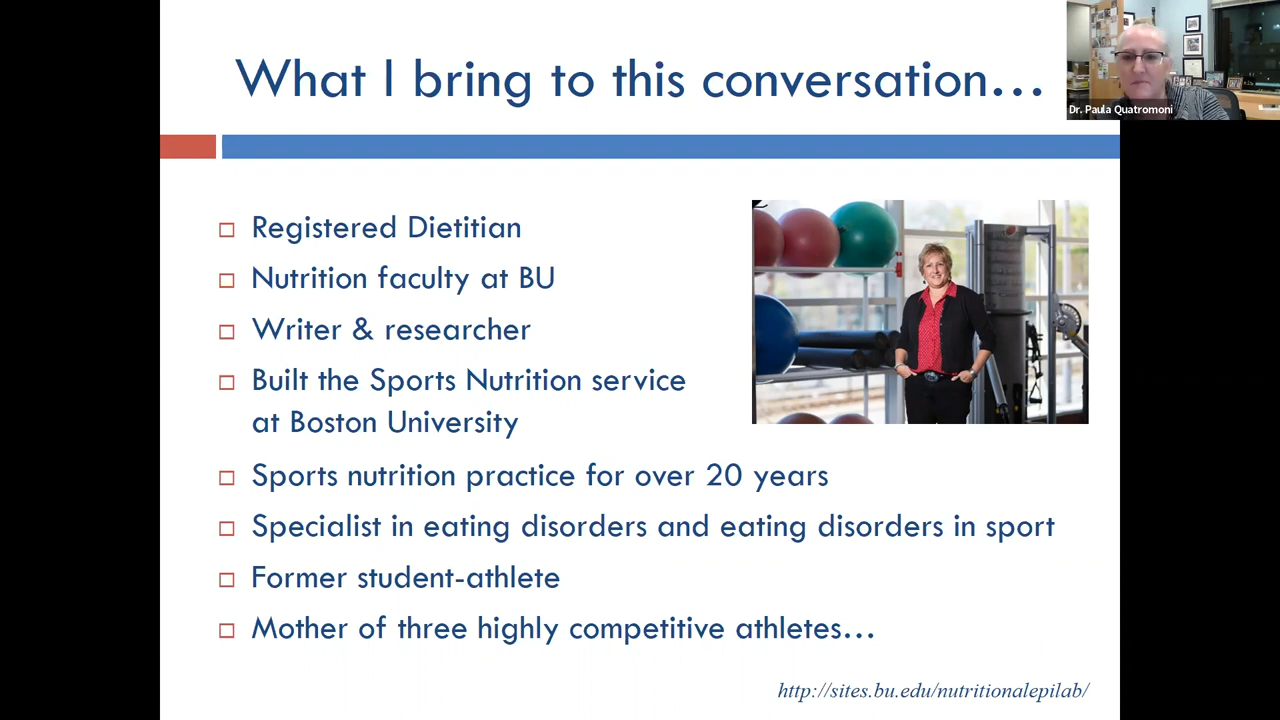 What I bring to this conversation…
Dr. Paula Quatromoni
Registered Dietitian
Nutrition faculty at BU
Writer & researcher
Built the Sports Nutrition service
at Boston University
Sports nutrition practice for over 20 years
Specialist in eating disorders and eating disorders in sport
Former student-athlete
Mother of three highly competitive athletes…
http://sites.bu.edu/nutritionalepilab/